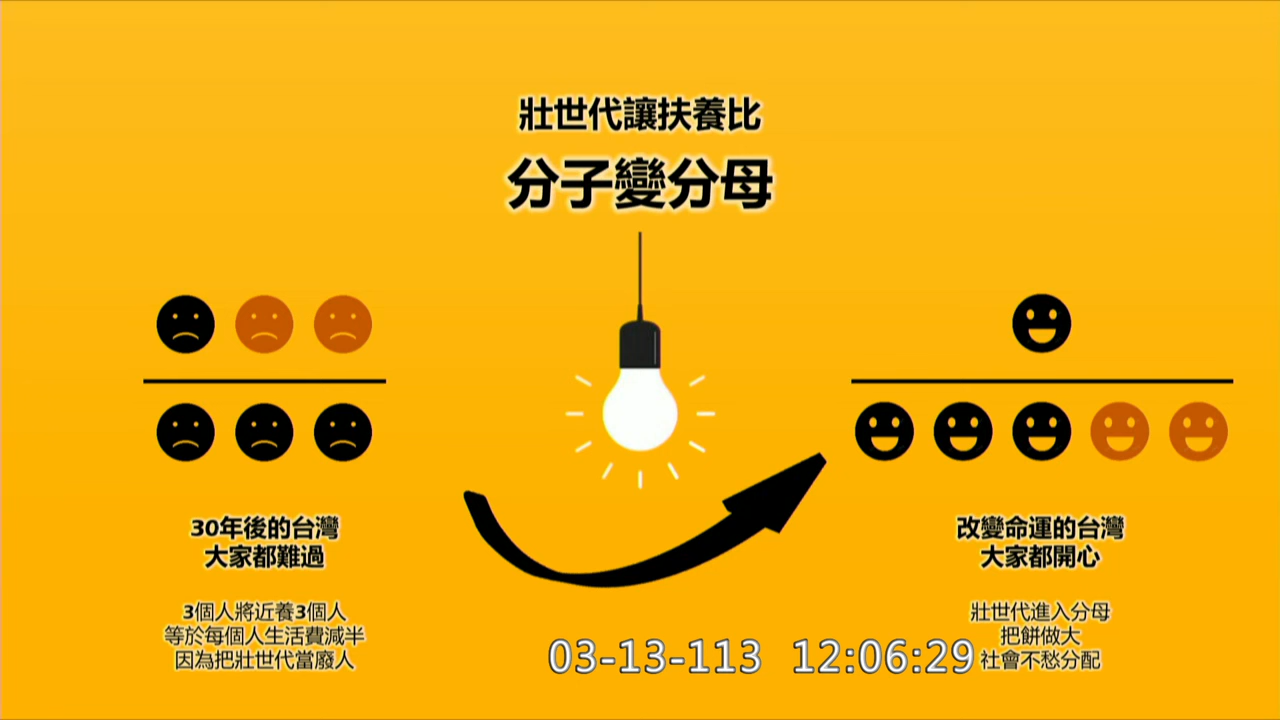 壯世代讓扶養比
分子變分母
30年後的台灣
大家都難過
3個人將近養3個人
等於每個人生活費減半
因為把壯世代當廢人
改變命運的台灣
大家都開心
壯世代進入分母
把餅做大
社會不愁分配
03-13-113 12:06:29